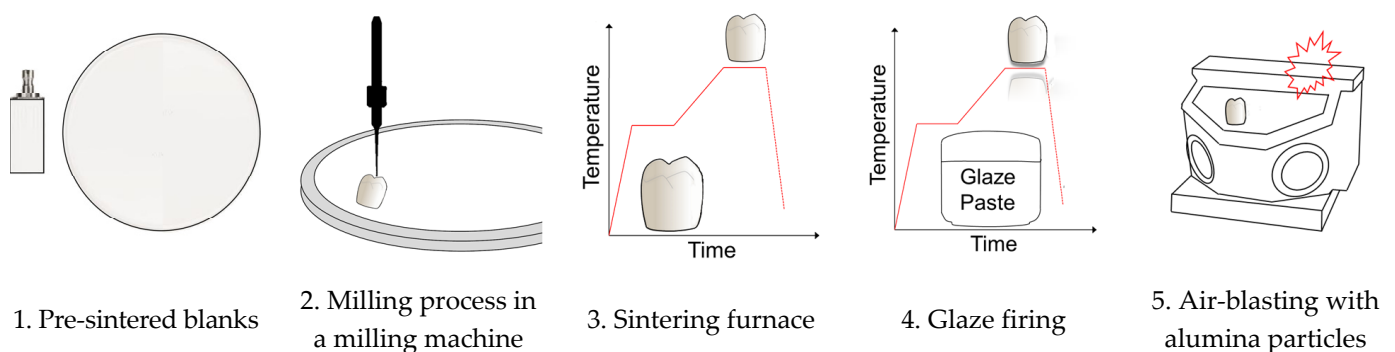 Temperature
Time
Temperature
Glaze
Paste
Time
1. Pre-sintered blanks
2. Milling process in
a milling machine
3. Sintering furnace
4. Glaze firing
5. Air-blasting with
alumina particles